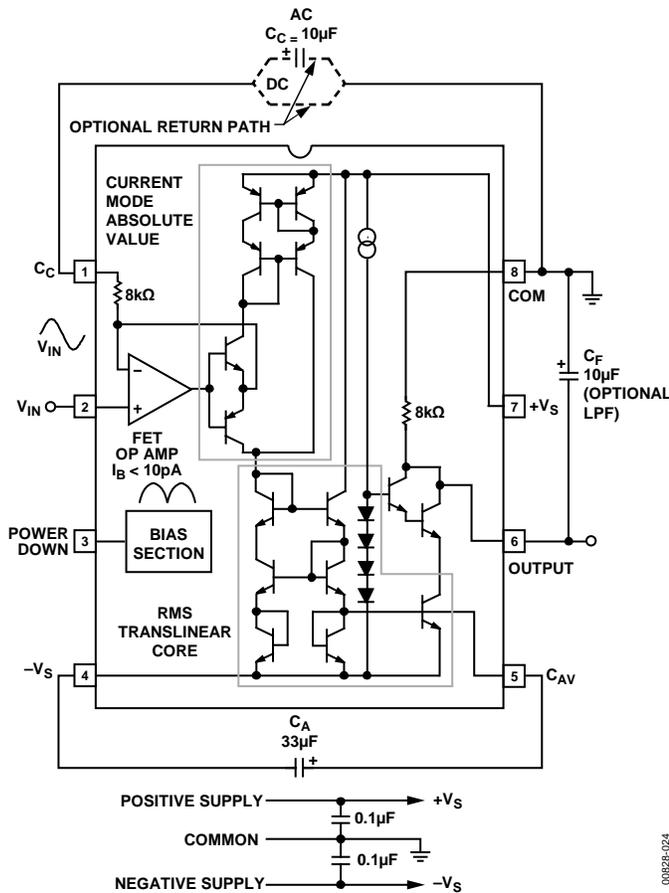 AC
C_C = 10µF
±
DC
OPTIONAL RETURN PATH
CURRENT
MODE
ABSOLUTE
VALUE
C_C
1
8kΩ
8
COM
V_IN
C_F
10µF
(OPTIONAL
LPF)
+
–
+
V_IN
2
7
+V_S
8kΩ
FET
OP AMP
I_B < 10pA
POWER
DOWN
3
BIAS
SECTION
6
OUTPUT
RMS
TRANSLINEAR
CORE
–V_S
4
5
C_AV
C_A
33µF
+
POSITIVE SUPPLY
+V_S
0.1µF
COMMON
0.1µF
NEGATIVE SUPPLY
–V_S
00828-024